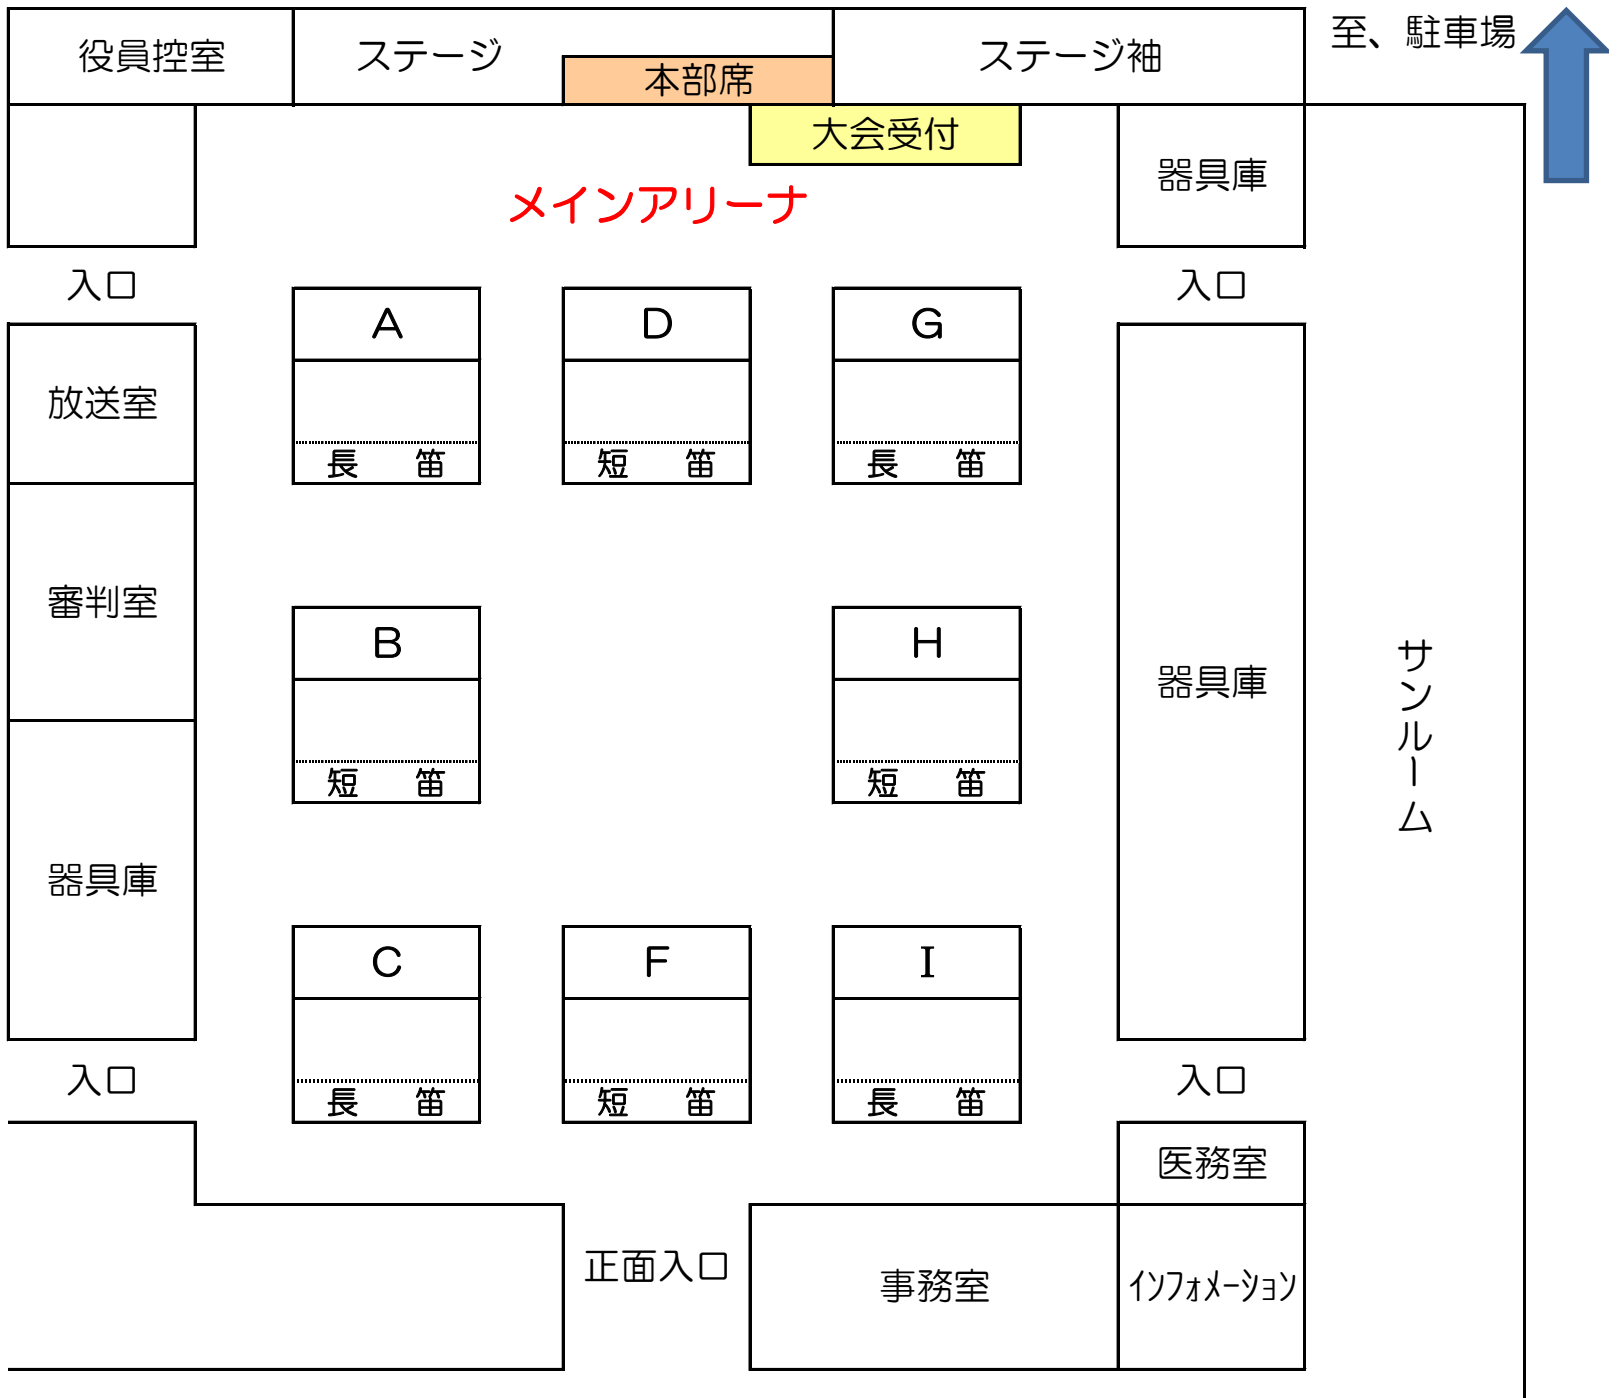 役員控室 ステージ ステージ袖 至、駐車場
本部席
大会受付
器具庫
メインアリーナ
入口 入口
A D G
放送室
長 笛 短 笛 長 笛
審判室
B H
サンルーム
器具庫
短 笛 短 笛
器具庫
C F I
入口 入口
長 笛 短 笛 長 笛
医務室
正面入口
事務室 ｲﾝﾌｫﾒｰｼｮﾝ